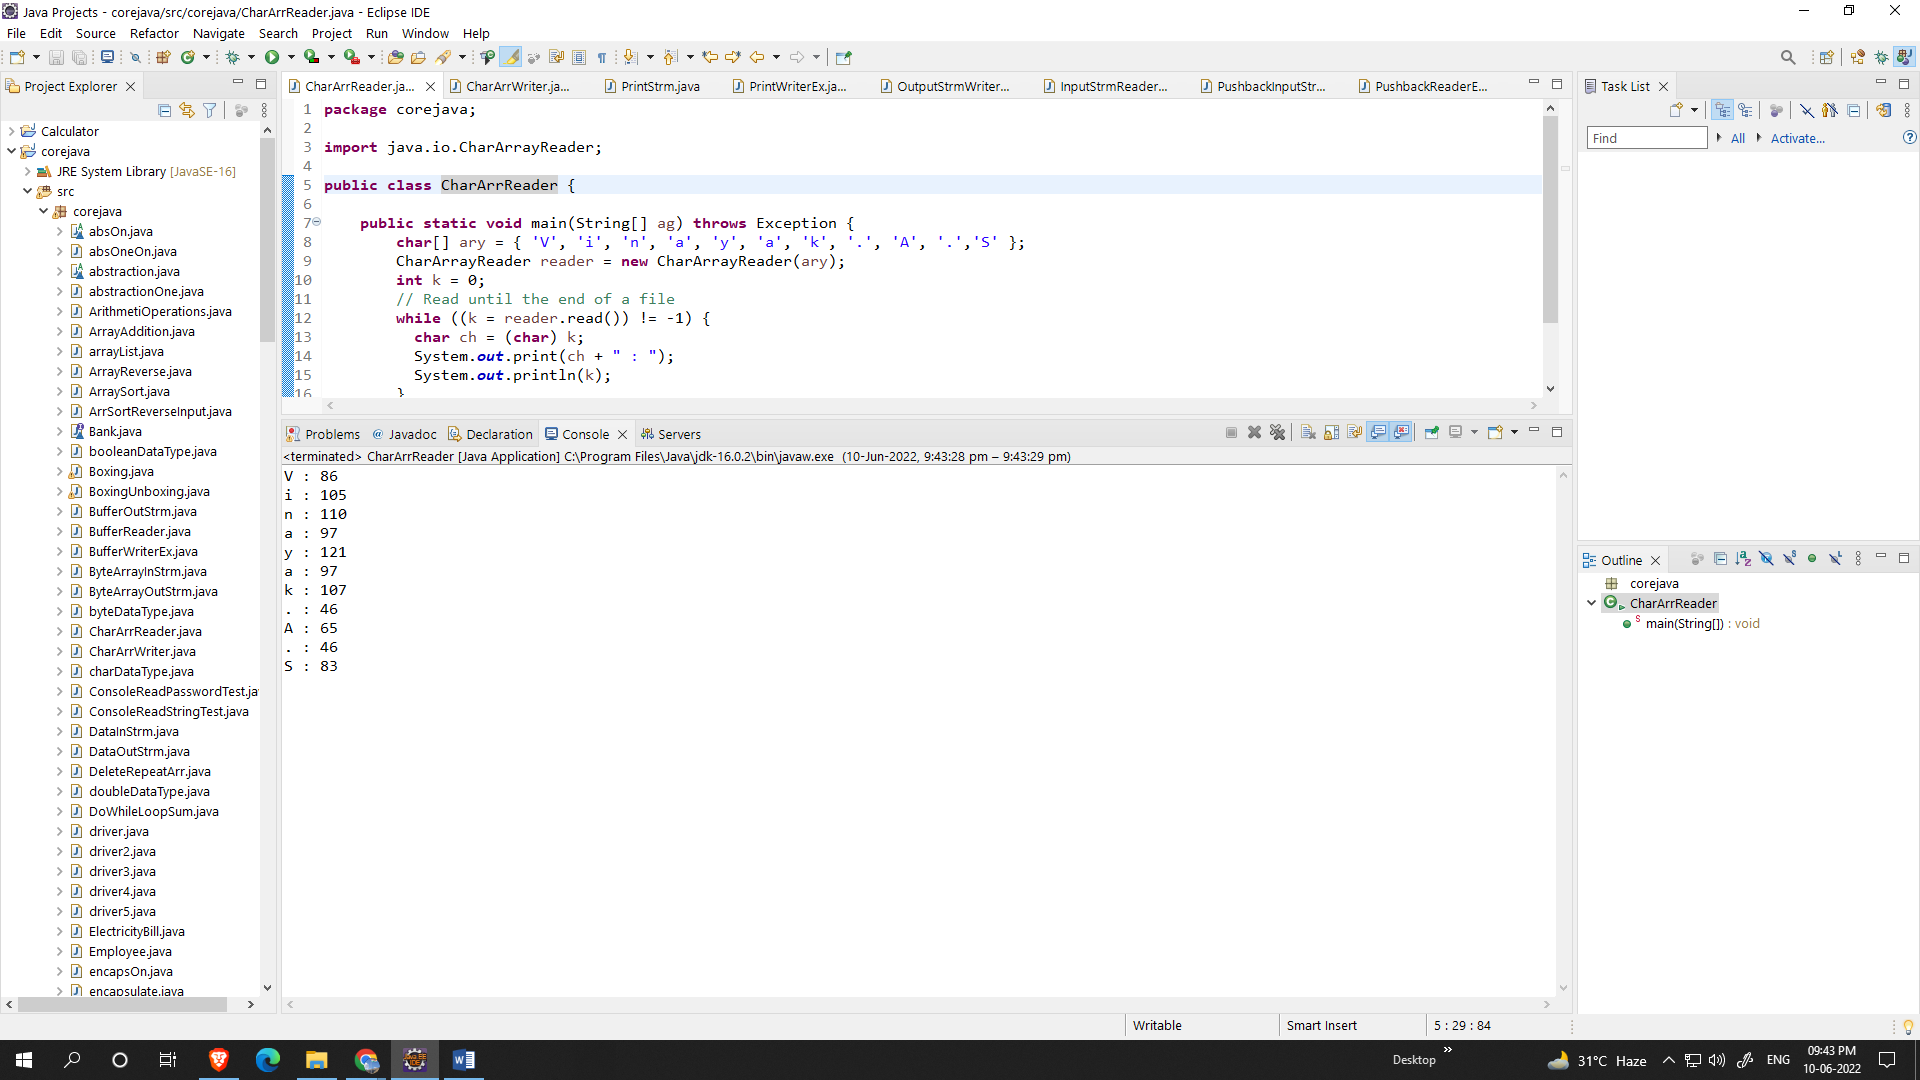 Java Projects - corejava/src/corejava/CharArrReader.java - Eclipse IDE
File Edit Source Refactor Navigate Search Project Run Window Help
Project Explorer
Calculator
corejava
JRE System Library [JavaSE-16]
src
corejava
absOn.java
absOneOn.java
abstraction.java
abstractionOne.java
ArithmetiOperations.java
ArrayAddition.java
arrayList.java
ArrayReverse.java
ArraySort.java
ArrSortReverseInput.java
Bank.java
booleanDataType.java
Boxing.java
BoxingUnboxing.java
BufferOutStrm.java
BufferReader.java
BufferWriterEx.java
ByteArrayInStrm.java
ByteArrayOutStrm.java
byteDataType.java
CharArrReader.java
CharArrWriter.java
charDataType.java
ConsoleReadPasswordTest.ja
ConsoleReadStringTest.java
DataInStrm.java
DataOutStrm.java
DeleteRepeatArr.java
doubleDataType.java
DoWhileLoopSum.java
driver.java
driver2.java
driver3.java
driver4.java
driver5.java
ElectricityBill.java
Employee.java
encapsOn.java
encapsulate.java
CharArrReader.ja... CharArrWriter.ja... PrintStrm.java PrintWriterEx.ja... OutputStrmWriter... InputStrmReader... PushbackInputStr... PushbackReaderE...
1 package corejava;
2
3 import java.io.CharArrayReader;
4
5 public class CharArrReader {
6
7 public static void main(String[] ag) throws Exception {
8 char[] ary = { 'V', 'i', 'n', 'a', 'y', 'a', 'k', '.', 'A', '.','S' };
9 CharArrayReader reader = new CharArrayReader(ary);
10 int k = 0;
11 // Read until the end of a file
12 while ((k = reader.read()) != -1) {
13 char ch = (char) k;
14 System.out.print(ch + " : ");
15 System.out.println(k);
16 }
Problems Javadoc Declaration Console Servers
<terminated> CharArrReader [Java Application] C:\Program Files\Java\jdk-16.0.2\bin\javaw.exe (10-Jun-2022, 9:43:28 pm – 9:43:29 pm)
V : 86
i : 105
n : 110
a : 97
y : 121
a : 97
k : 107
. : 46
A : 65
. : 46
S : 83
Task List
Find All Activate...
Outline
corejava
CharArrReader
main(String[]) : void
Writable Smart Insert 5 : 29 : 84
Desktop 31°C Haze ENG 09:43 PM
10-06-2022